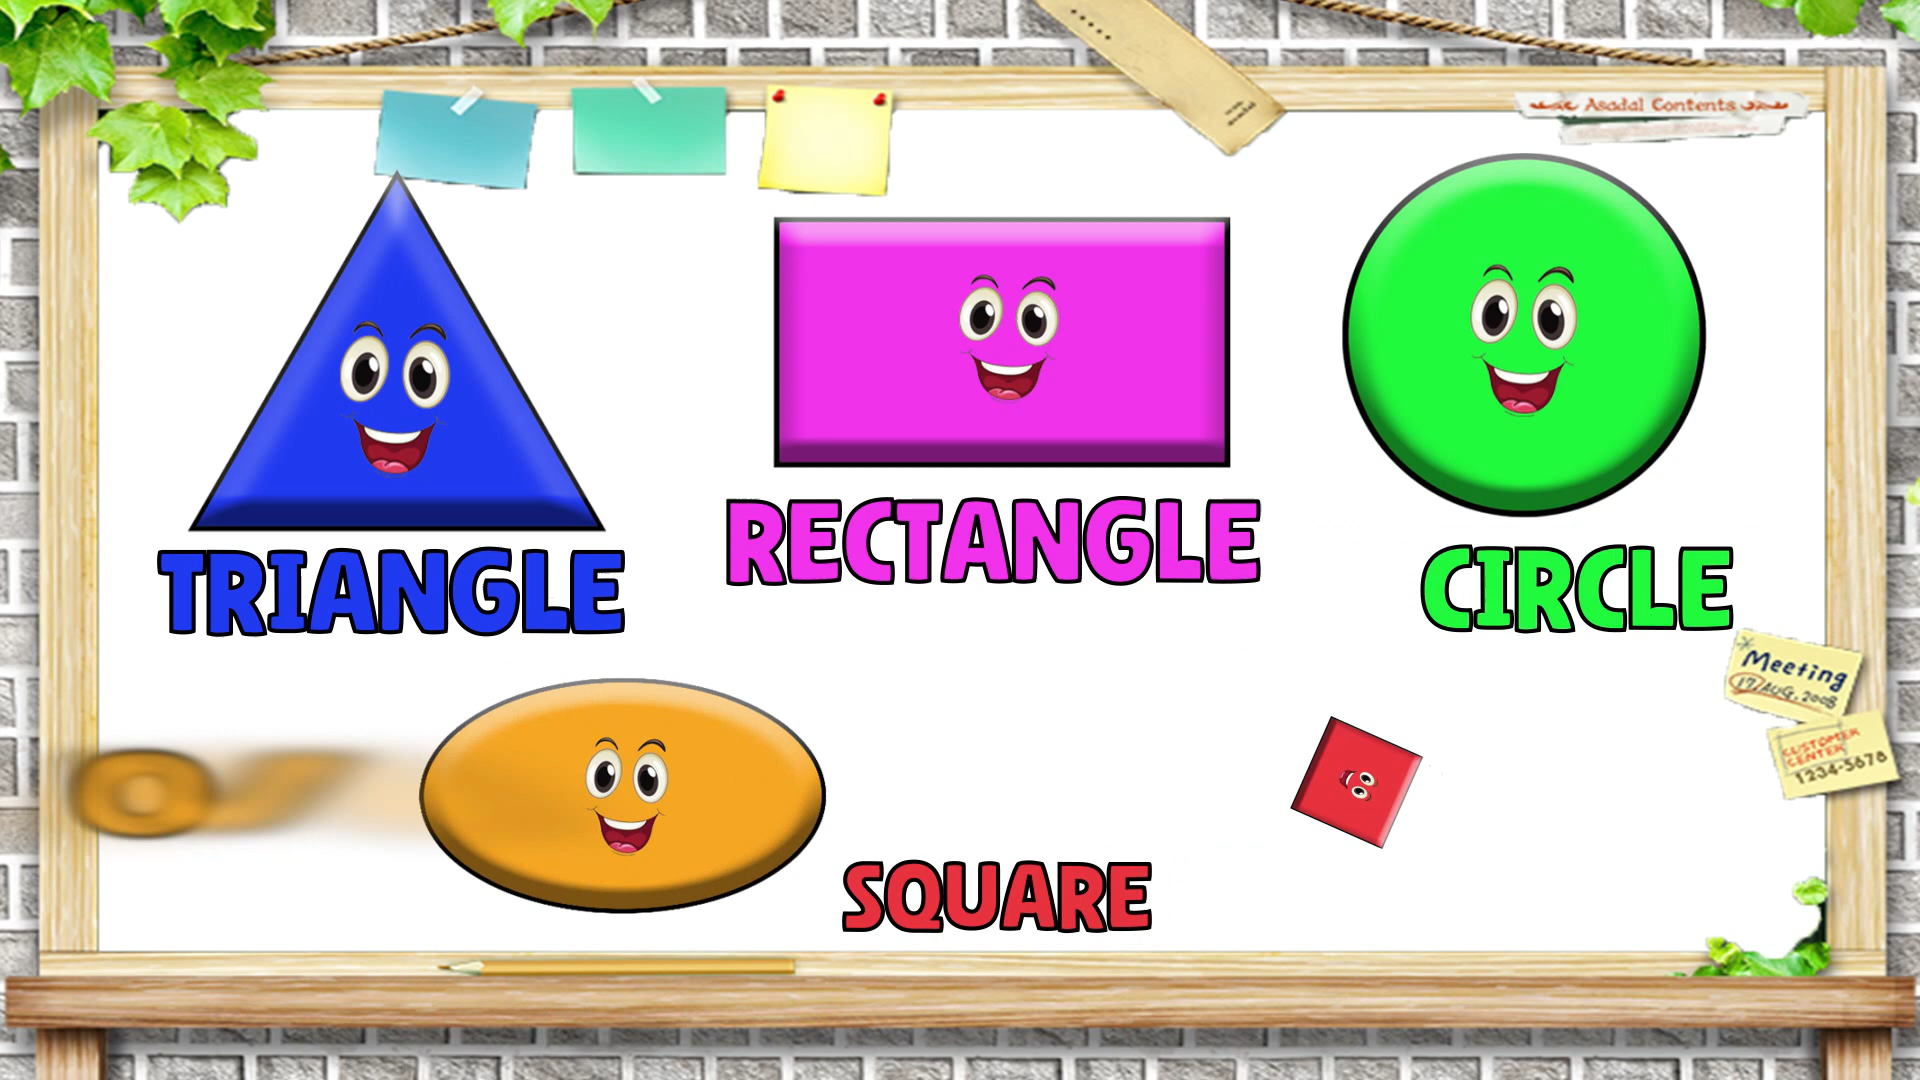 Asadal Contents
TRIANGLE
RECTANGLE
CIRCLE
Meeting
17. AUG. 2008
CUSTOMER
CENTER
1234-5678
SQUARE